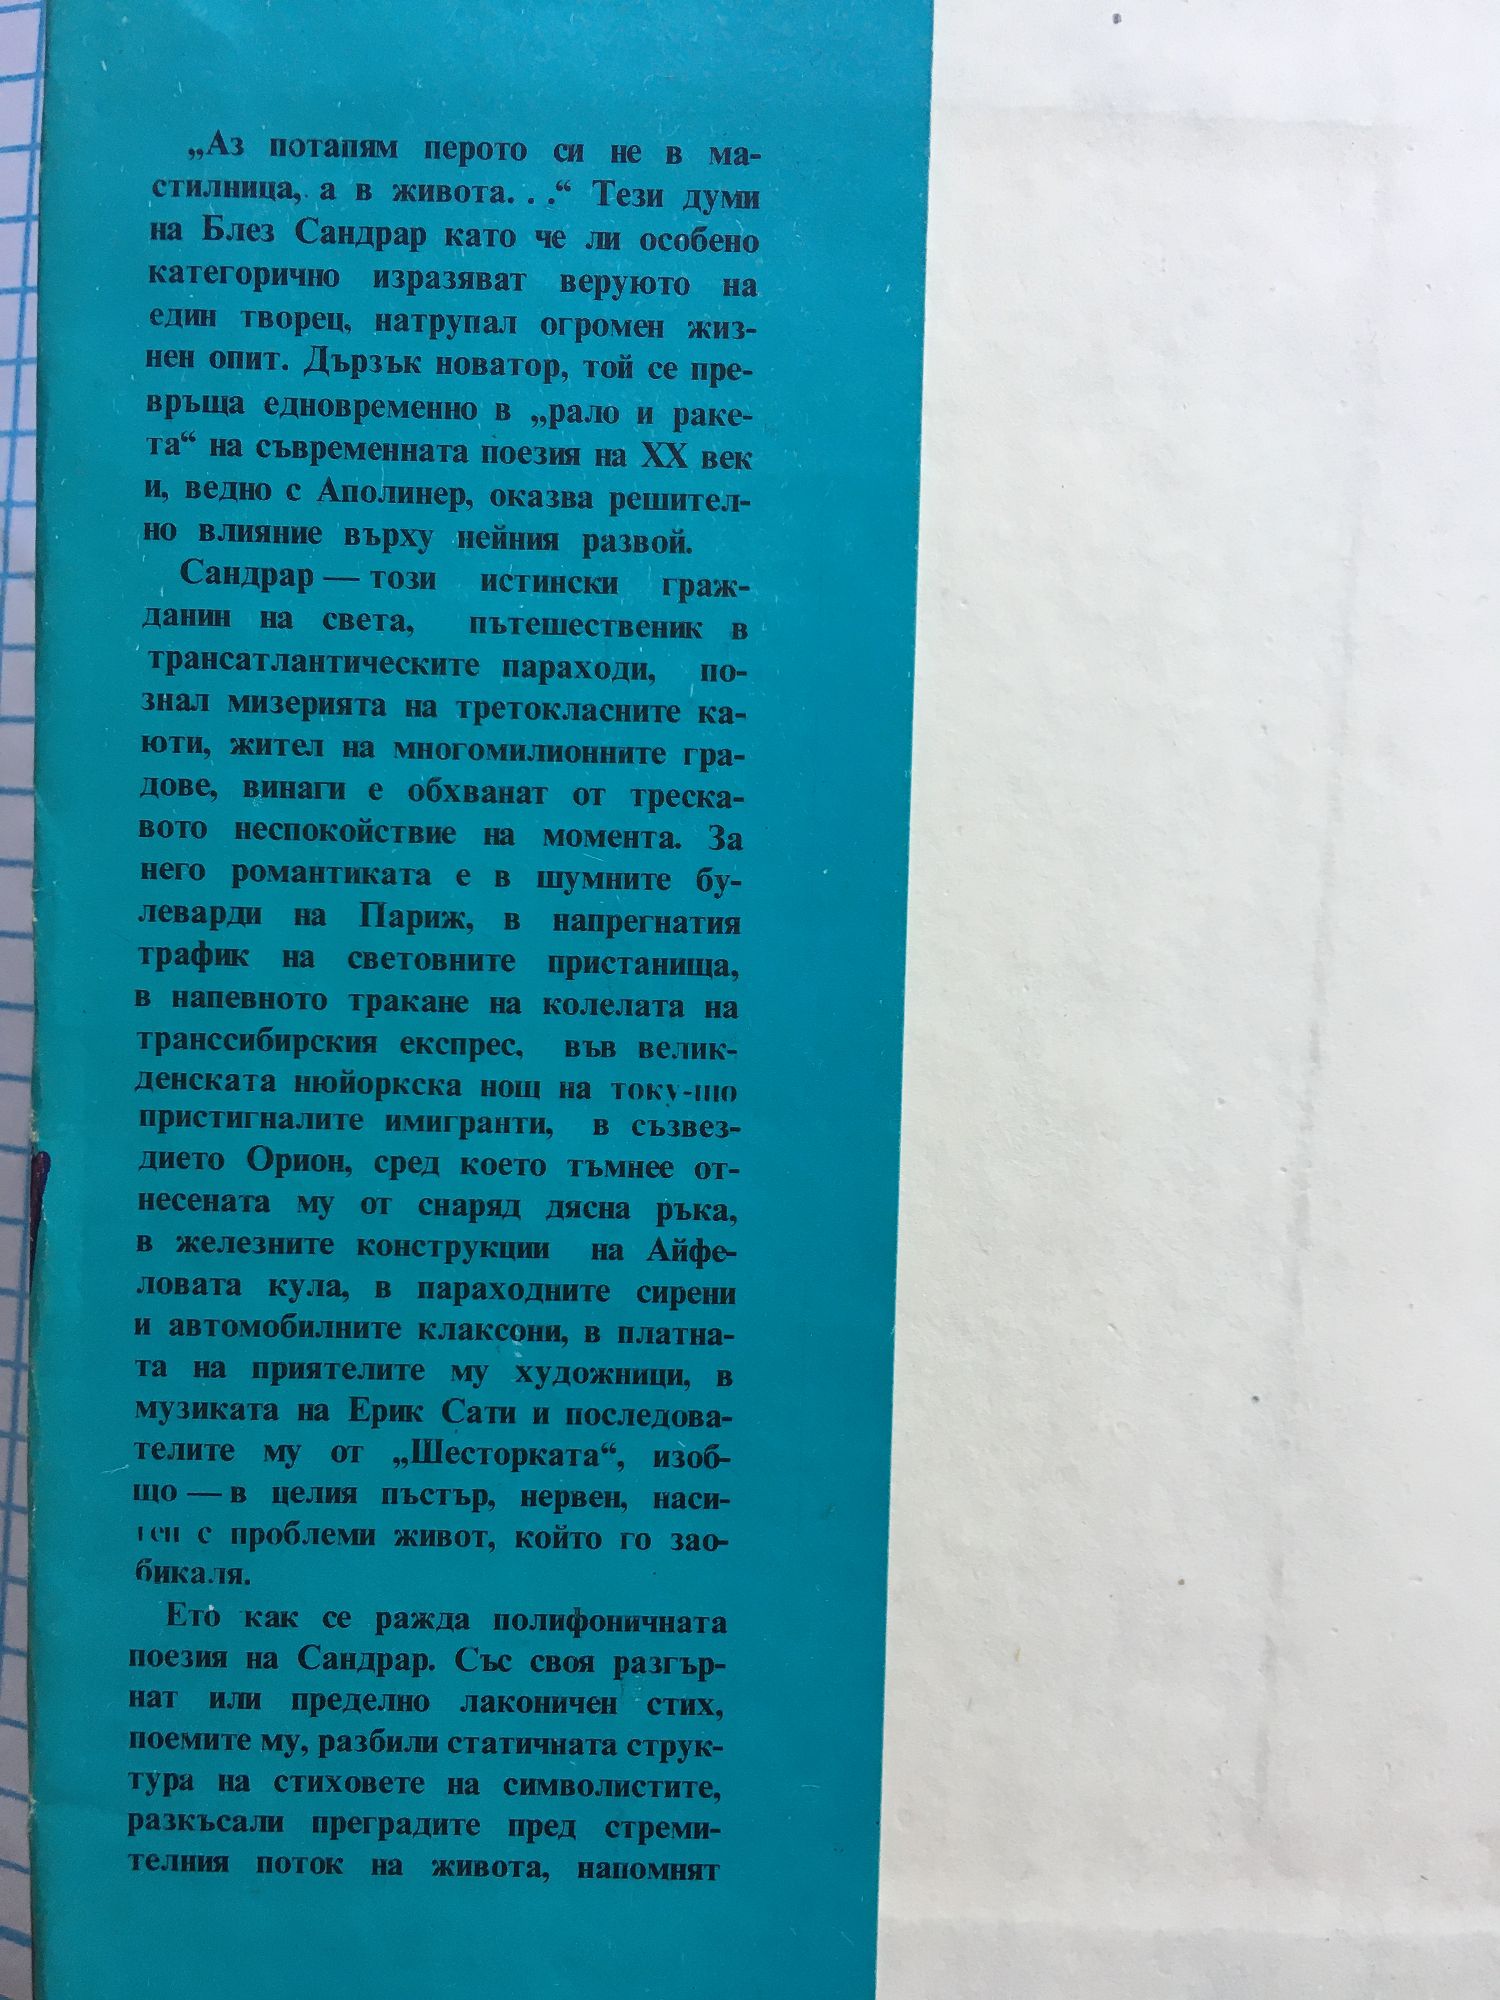 „Аз потапям перото си не в ма-
стилница, а в живота. . .“ Тези думи
на Блез Сандрар като че ли особено
категорично изразяват веруюто на
един творец, натрупал огромен жиз-
нен опит. Дързък новатор, той се пре-
връща едновременно в „рало и раке-
та“ на съвременната поезия на XX век
и, ведно с Аполинер, оказва решител-
но влияние върху нейния развой.
Сандрар — този истински граж-
данин на света, пътешественик в
трансатлантическите параходи, по-
знал мизерията на третокласните ка-
юти, жител на многомилионните гра-
дове, винаги е обхванат от треска-
вото неспокойствие на момента. За
него романтиката е в шумните бу-
леварди на Париж, в напрегнатия
трафик на световните пристанища,
в напевното тракане на колелата на
транссибирския експрес, във велик-
денската нюйоркска нощ на току-що
пристигналите имигранти, в съзвез-
дието Орион, сред което тъмнее от-
несената му от снаряд дясна ръка,
в железните конструкции на Айфе-
ловата кула, в параходните сирени
и автомобилните клаксони, в платна-
та на приятелите му художници, в
музиката на Ерик Сати и последова-
телите му от „Шесторката“, изоб-
що — в целия пъстър, нервен, наси-
тен с проблеми живот, който го зао-
бикаля.
Ето как се ражда полифоничната
поезия на Сандрар. Със своя разгър-
нат или пределно лаконичен стих,
поемите му, разбили статичната струк-
тура на стиховете на символистите,
разкъсали преградите пред стреми-
телния поток на живота, напомнят